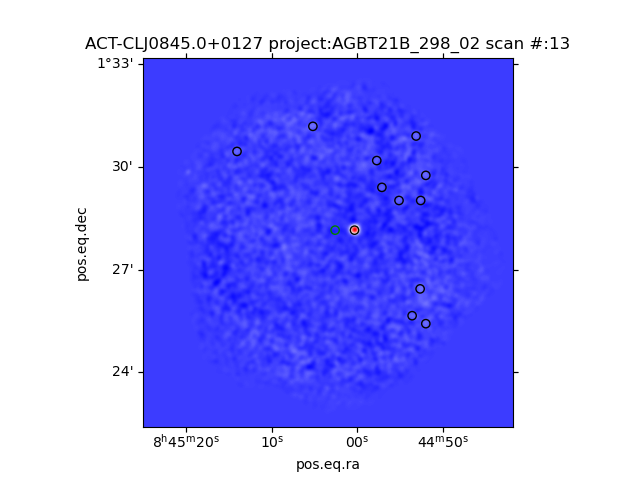 ACT-CLJ0845.0+0127 project:AGBT21B_298_02 scan #:13
1°33'
30'
27'
24'
pos.eq.dec
8ʰ45ᵐ20ˢ 10ˢ 00ˢ 44ᵐ50ˢ
pos.eq.ra